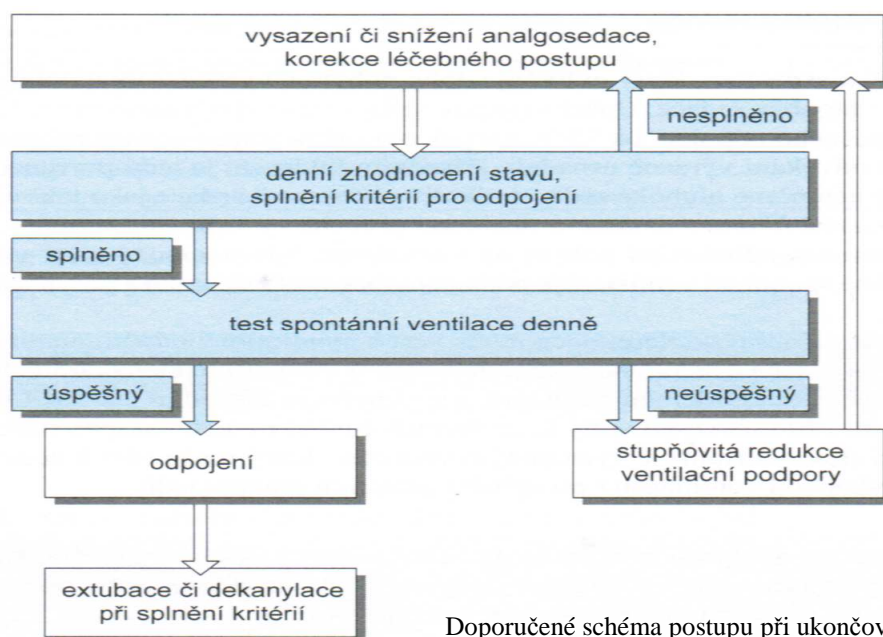 vysazení či snížení analgosedace,
korekce léčebného postupu
nesplněno
denní zhodnocení stavu,
splnění kritérií pro odpojení
splněno
test spontánní ventilace denně
úspěšný
neúspěšný
odpojení
stupňovitá redukce
ventilační podpory
extubace či dekanylace
při splnění kritérií
Doporučené schéma postupu při ukončov